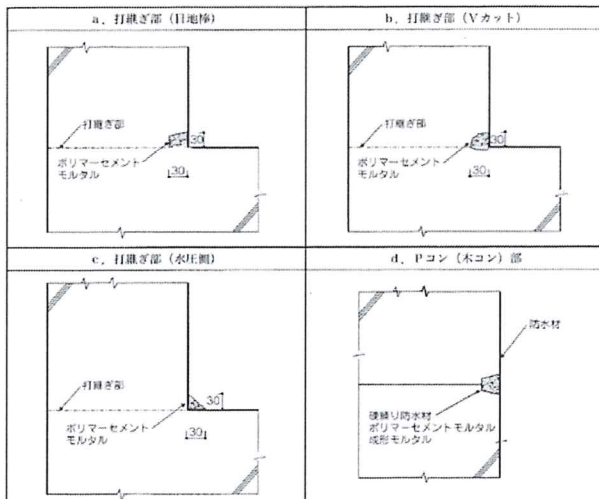 a．打継ぎ部（目地棒）
打継ぎ部
30
ポリマーセメント
モルタル
30
b．打継ぎ部（Vカット）
打継ぎ部
30
ポリマーセメント
モルタル
30
c．打継ぎ部（水圧側）
打継ぎ部
30
ポリマーセメント
モルタル
30
d．Pコン（木コン）部
防水材
硬練り防水材
ポリマーセメントモルタル
成形モルタル